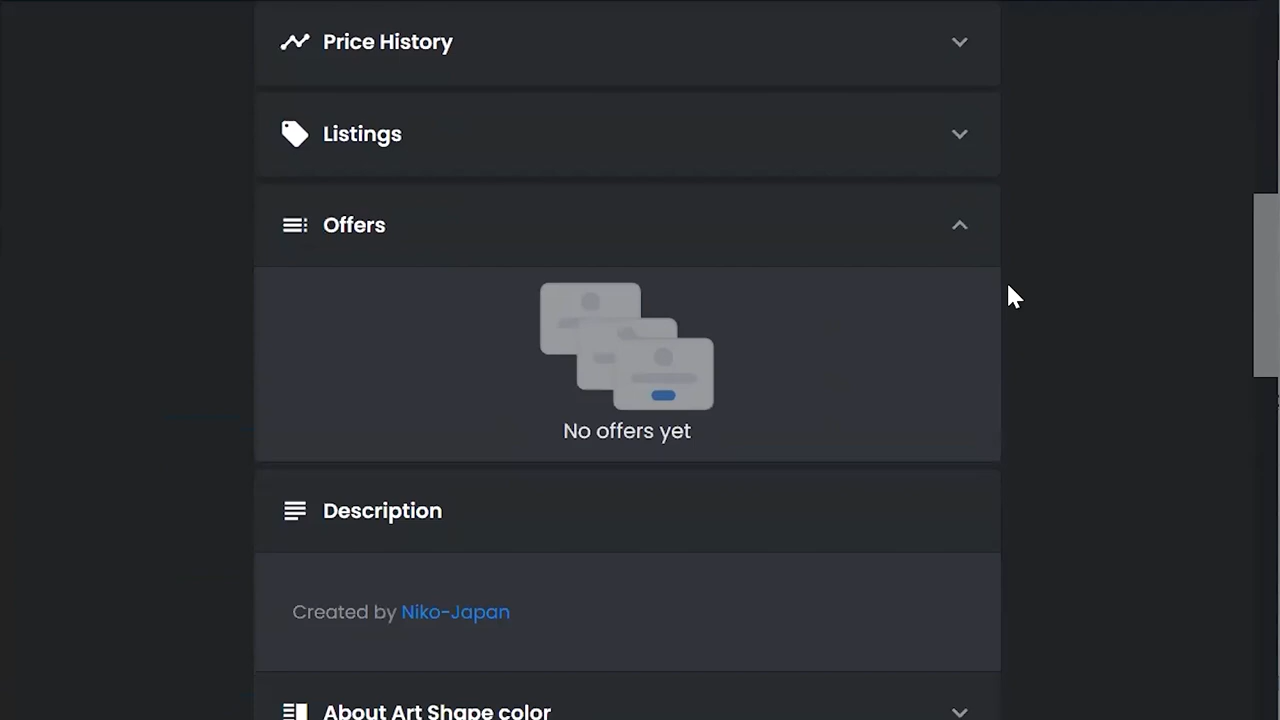 Price History
Listings
Offers
No offers yet
Description
Created by Niko-Japan
About Art Shape color